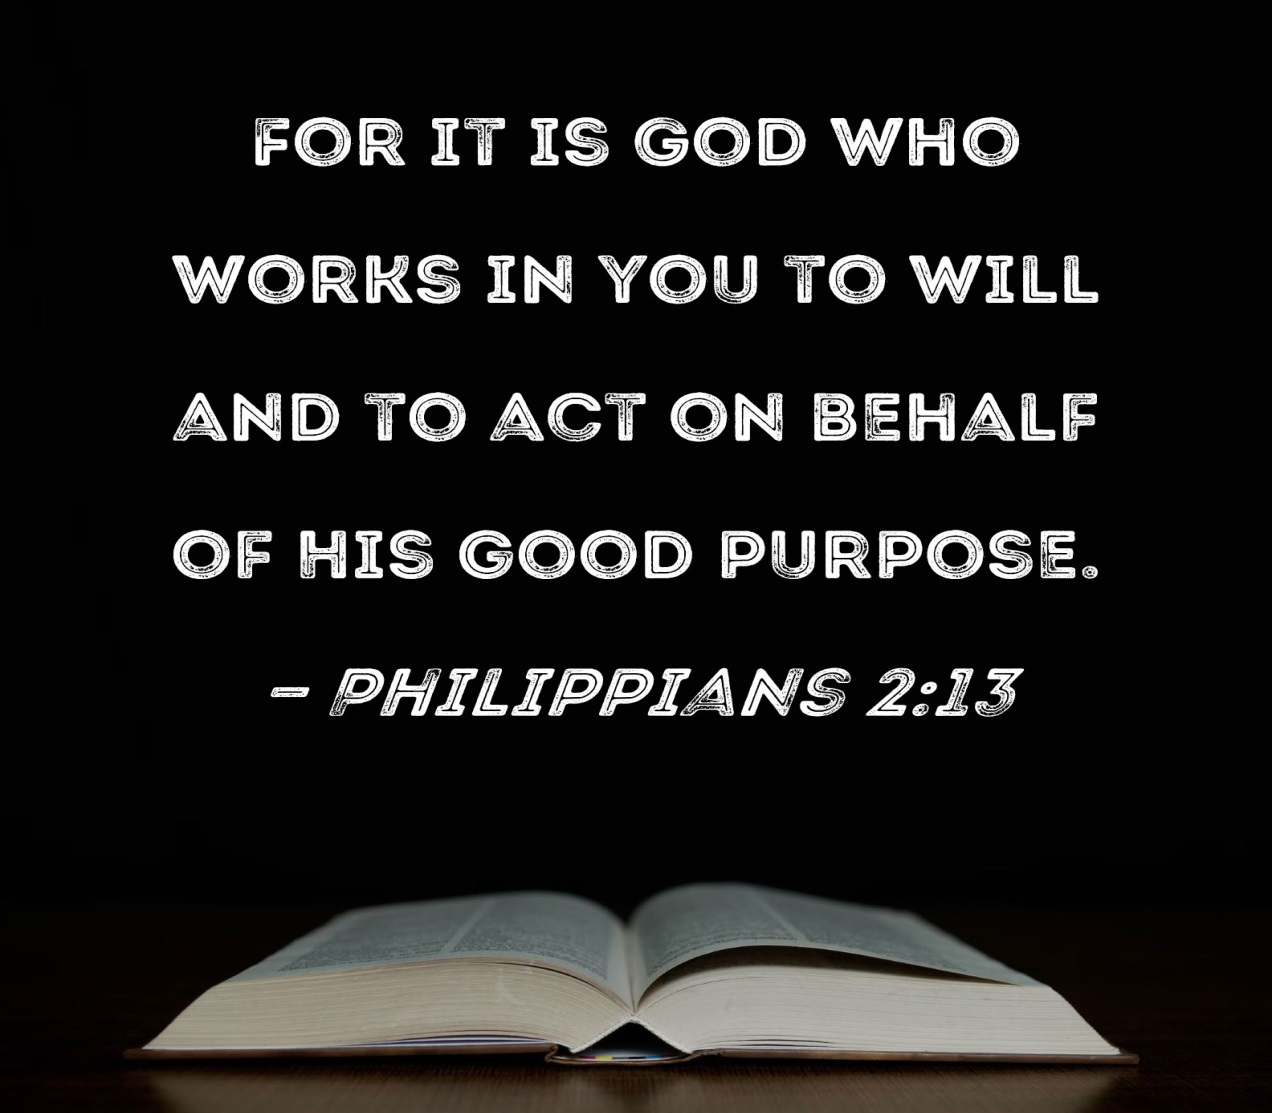 FOR IT IS GOD WHO
WORKS IN YOU TO WILL
AND TO ACT ON BEHALF
OF HIS GOOD PURPOSE.
– PHILIPPIANS 2:13